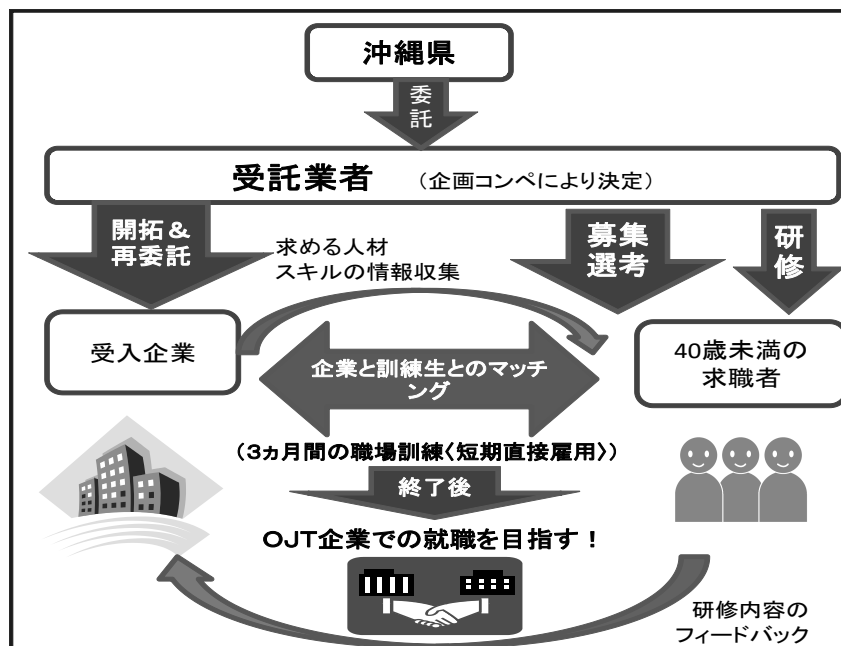 沖縄県
委
託
受託業者 (企画コンペにより決定)
開拓&
再委託
求める人材
スキルの情報収集
募集
選考
研
修
受入企業
企業と訓練生とのマッチ
ング
40歳未満の
求職者
(3ヵ月間の職場訓練〈短期直接雇用〉)
終了後
OJT企業での就職を目指す!
研修内容の
フィードバック